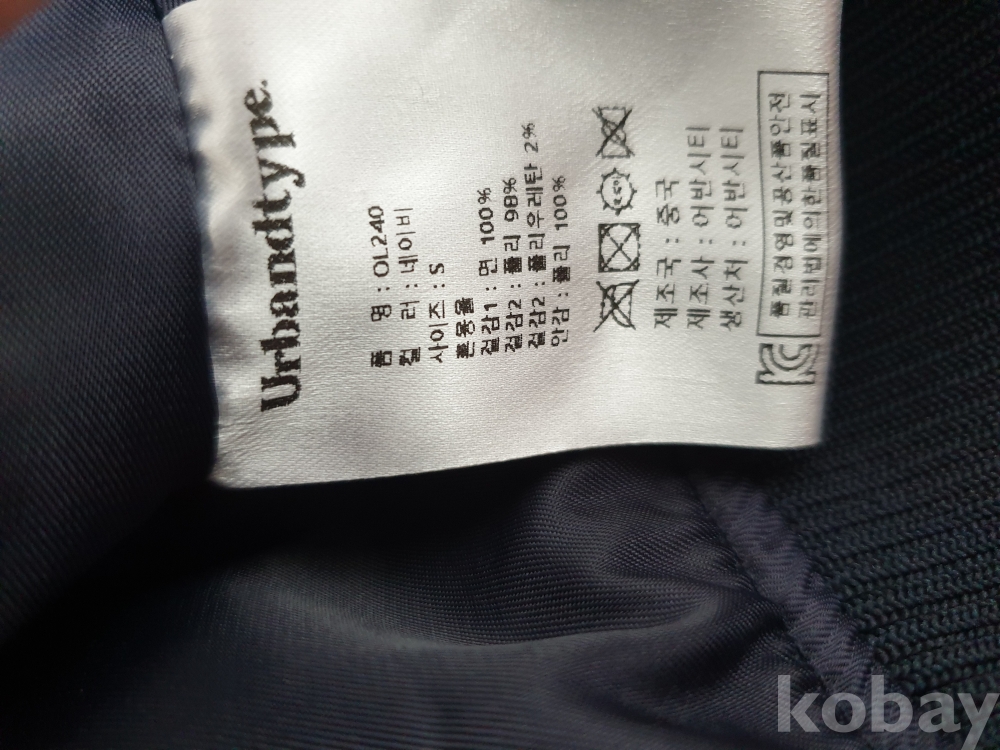 Urbandtype.
품 명 : OL240
컬 러 : 네이비
사이즈 : S
혼용율
겉감1 : 면 100%
겉감2 : 폴리 98%
겉감2 : 폴리우레탄 2%
안감 : 폴리 100%
제조국 : 중국
제조사 : 어반시티
생산처 : 어반시티
품질경영및공산품안전
관리법에의한품질표시
kobay